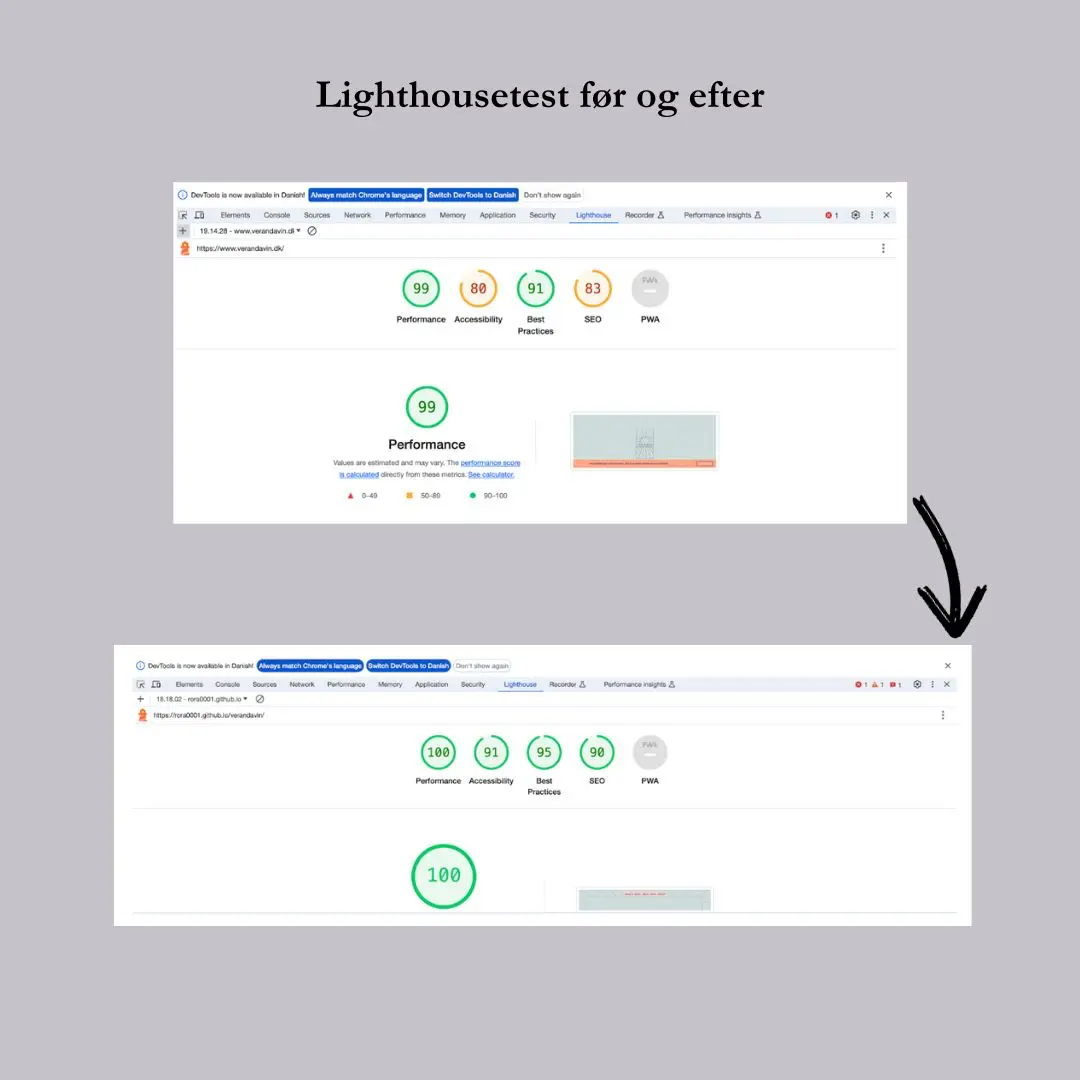 Lighthousetest før og efter
DevTools is now available in Danish! Always match Chrome's language Switch DevTools to Danish Don't show again
Elements Console Sources Network Performance Memory Application Security Lighthouse Recorder Performance insights 1
19.14.28 - www.verandavin.dl
https://www.verandavin.dk/
99 80 91 83 PWA
Performance Accessibility Best Practices SEO PWA
99
Performance
Values are estimated and may vary. The performance score
is calculated directly from these metrics. See calculator.
0–49 50–89 90–100
DevTools is now available in Danish! Always match Chrome's language Switch DevTools to Danish Don't show again
Elements Console Sources Network Performance Memory Application Security Lighthouse Recorder Performance insights 1 1 1
18.18.02 - rora0001.github.io
https://rora0001.github.io/verandavin/
100 91 95 90 PWA
Performance Accessibility Best Practices SEO PWA
100